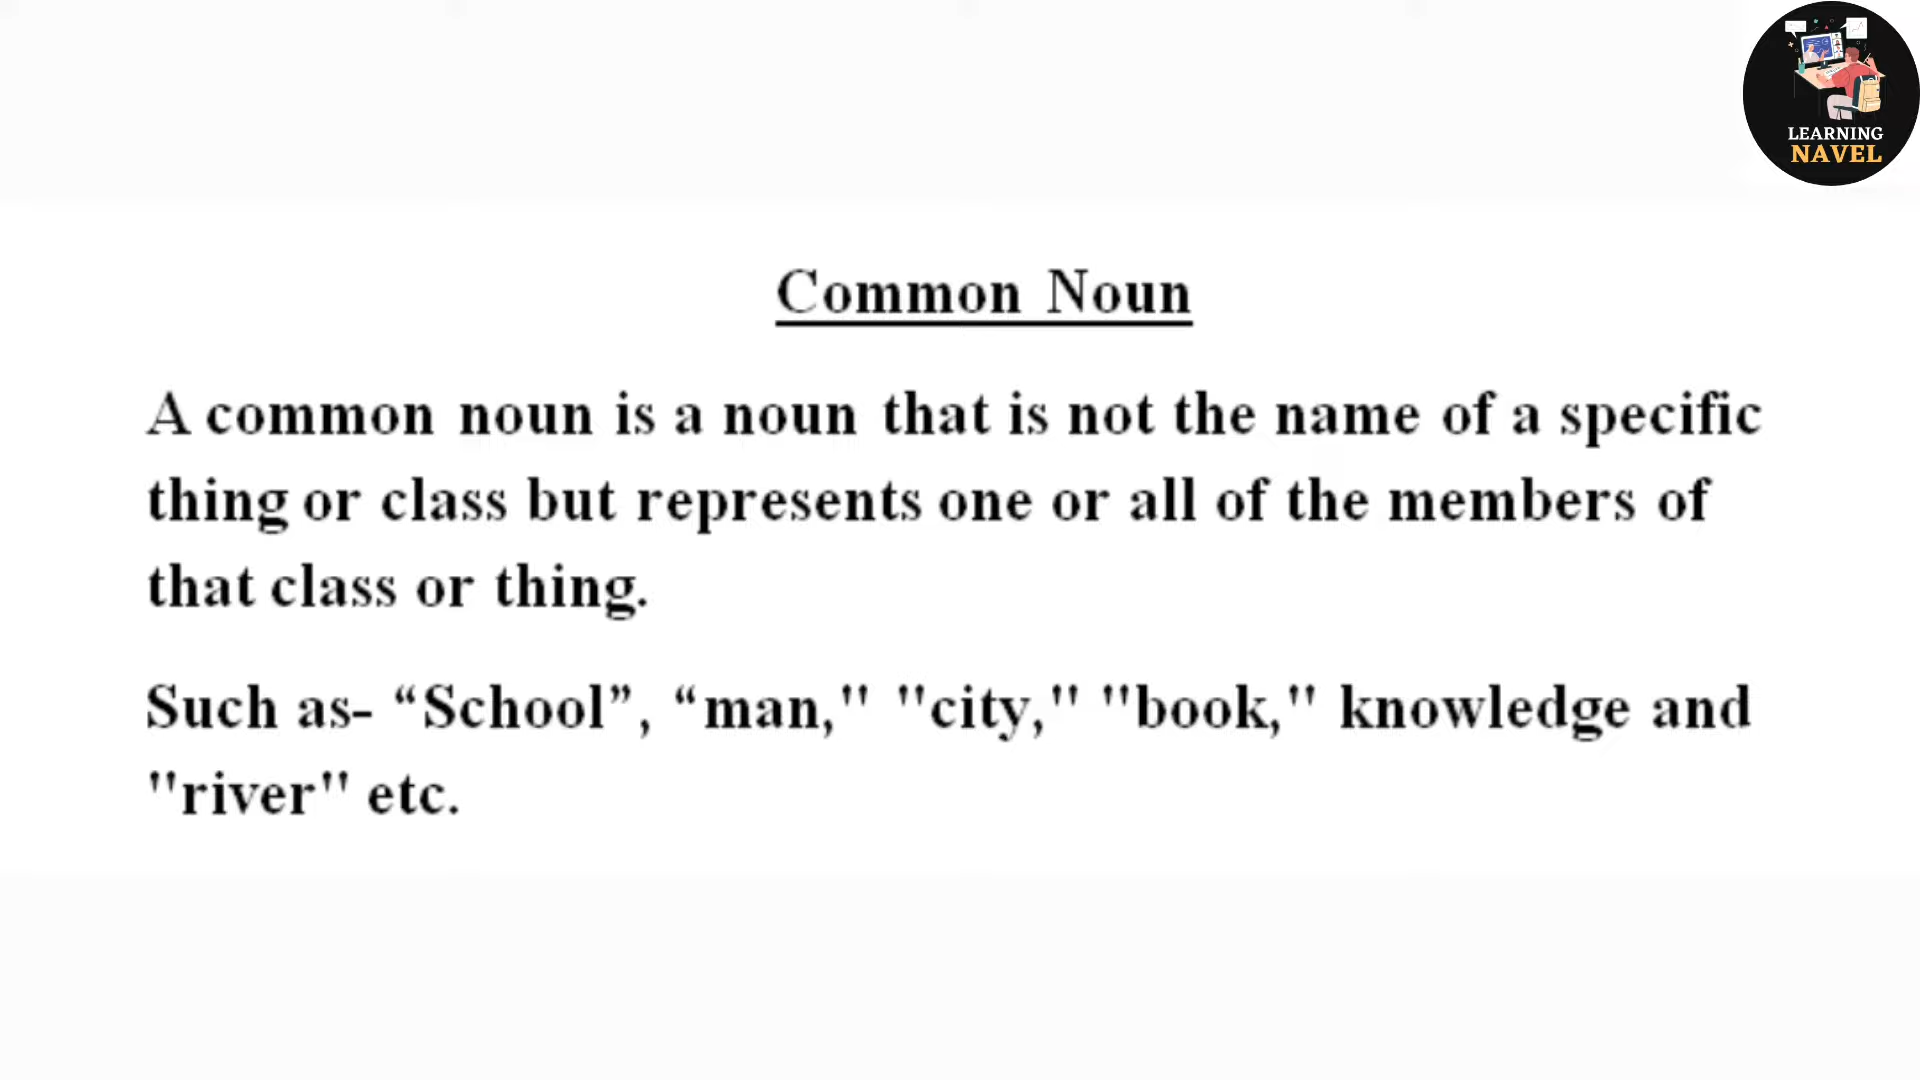 LEARNING
NAVEL
Common Noun
A common noun is a noun that is not the name of a specific
thing or class but represents one or all of the members of
that class or thing.
Such as- “School”, “man," "city," "book," knowledge and
"river" etc.